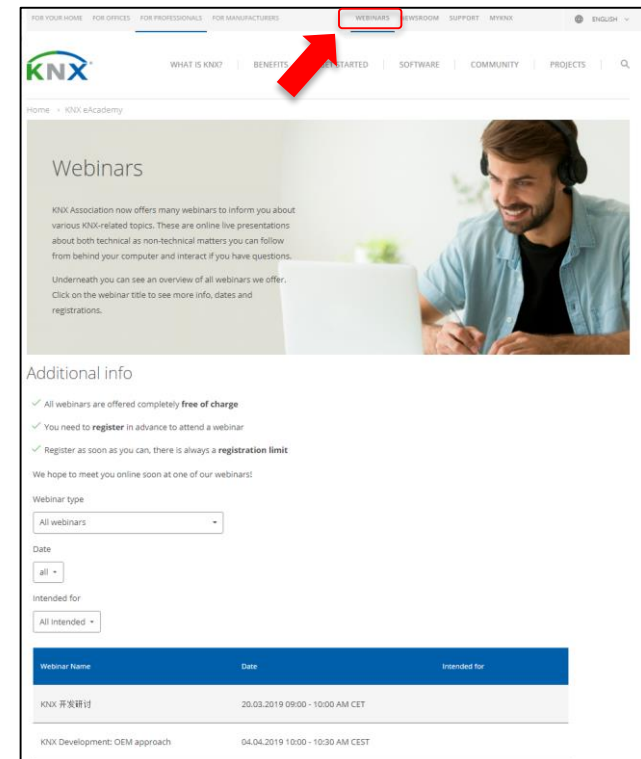 FOR YOUR HOME FOR OFFICES FOR PROFESSIONALS FOR MANUFACTURERS WEBINARS NEWSROOM SUPPORT MYKNX ENGLISH
KNX WHAT IS KNX? BENEFITS STARTED SOFTWARE COMMUNITY PROJECTS
Home KNX eAcademy
Webinars
KNX Association now offers many webinars to inform you about
various KNX-related topics. These are online live presentations
about both technical as non-technical matters you can follow
from behind your computer and interact if you have questions.
Underneath you can see an overview of all webinars we offer.
Click on the webinar title to see more info, dates and
registrations.
Additional info
All webinars are offered completely free of charge
You need to register in advance to attend a webinar
Register as soon as you can, there is always a registration limit
We hope to meet you online soon at one of our webinars!
Webinar type
All webinars
Date
all
Intended for
All intended
Webinar Name Date Intended for
KNX 开发研讨 20.03.2019 09:00 - 10:00 AM CET
KNX Development: OEM approach 04.04.2019 10:00 - 10:30 AM CEST